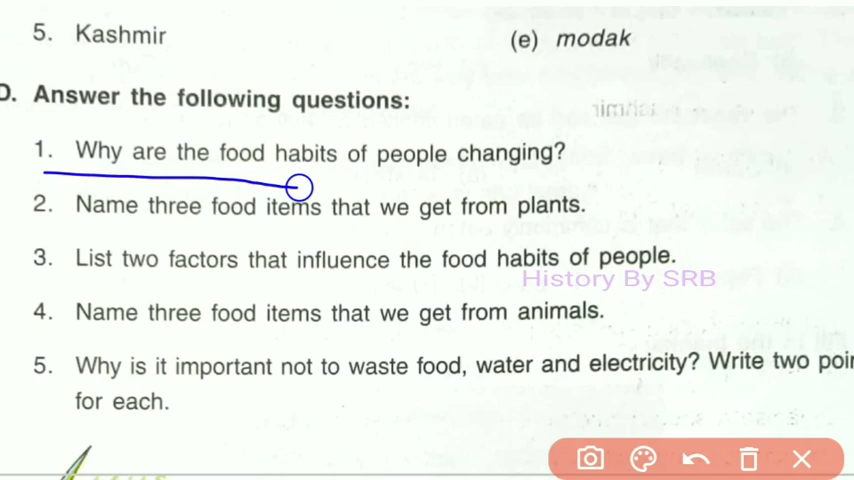 5. Kashmir (e) modak
D. Answer the following questions:
1. Why are the food habits of people changing?
2. Name three food items that we get from plants.
3. List two factors that influence the food habits of people.
History By SRB
4. Name three food items that we get from animals.
5. Why is it important not to waste food, water and electricity? Write two poin
for each.